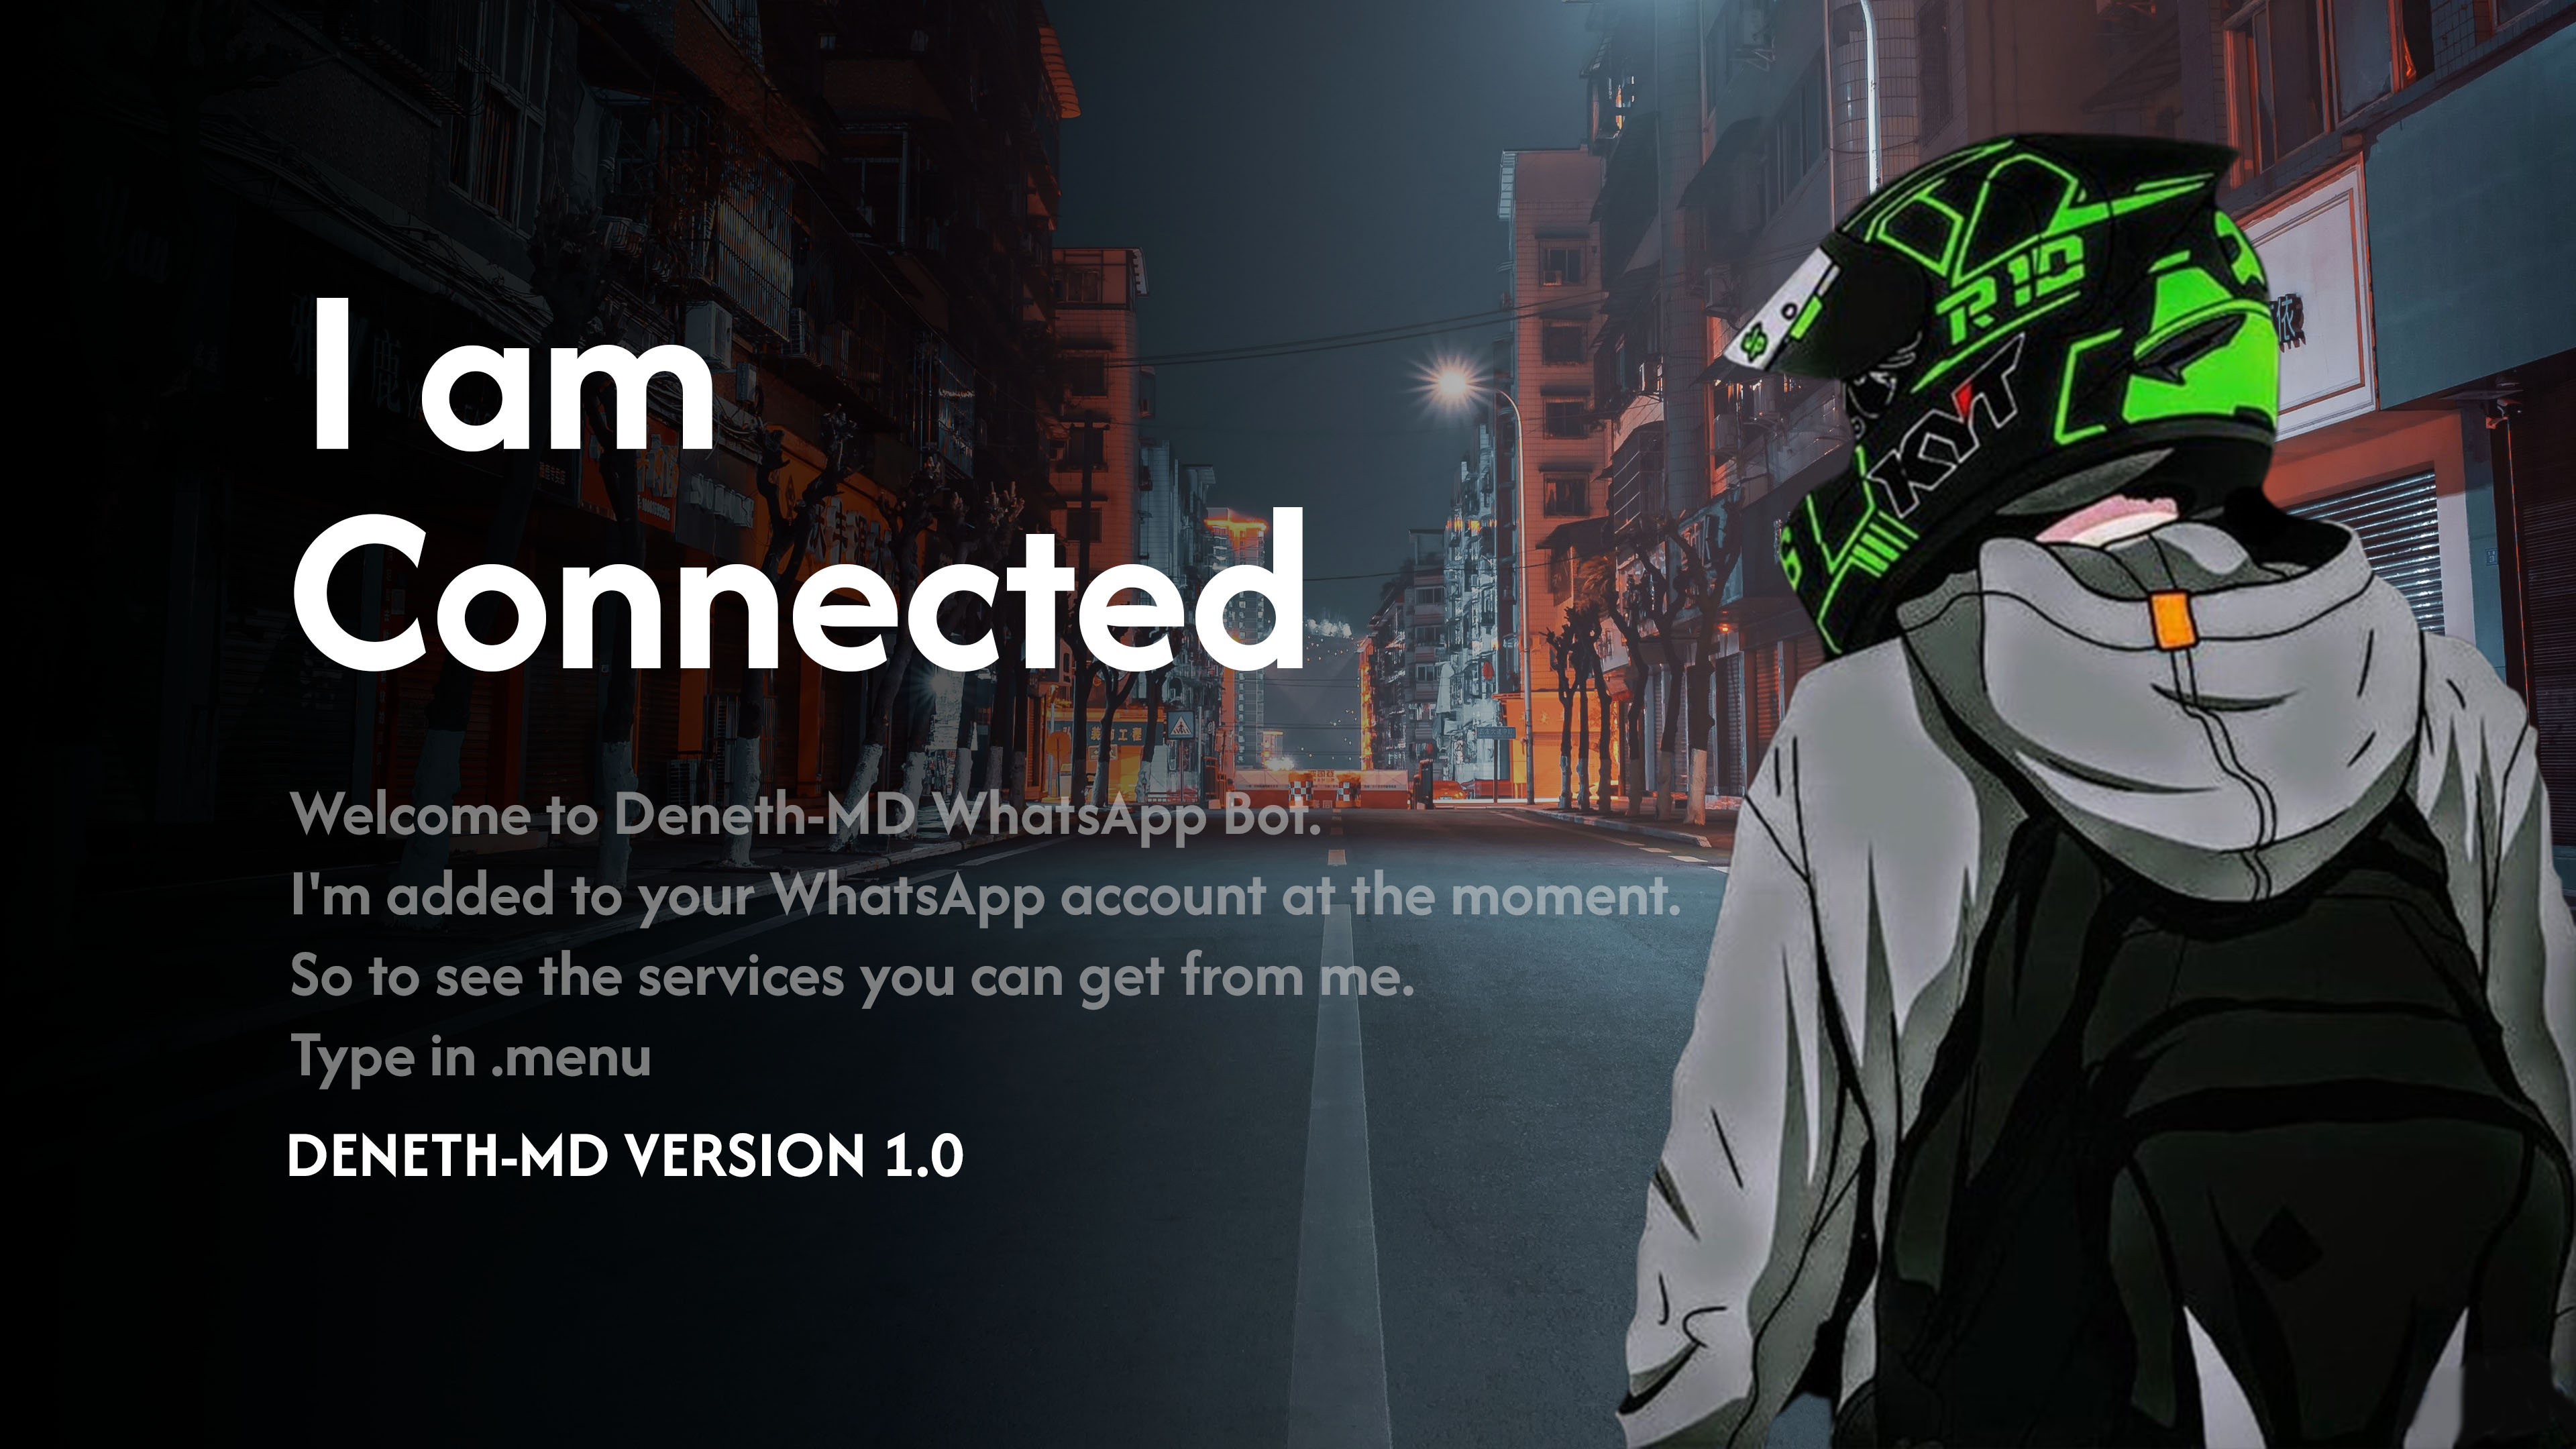 I am
Connected
Welcome to Deneth-MD WhatsApp Bot.
I'm added to your WhatsApp account at the moment.
So to see the services you can get from me.
Type in .menu
DENETH-MD VERSION 1.0
R10
KYT
依